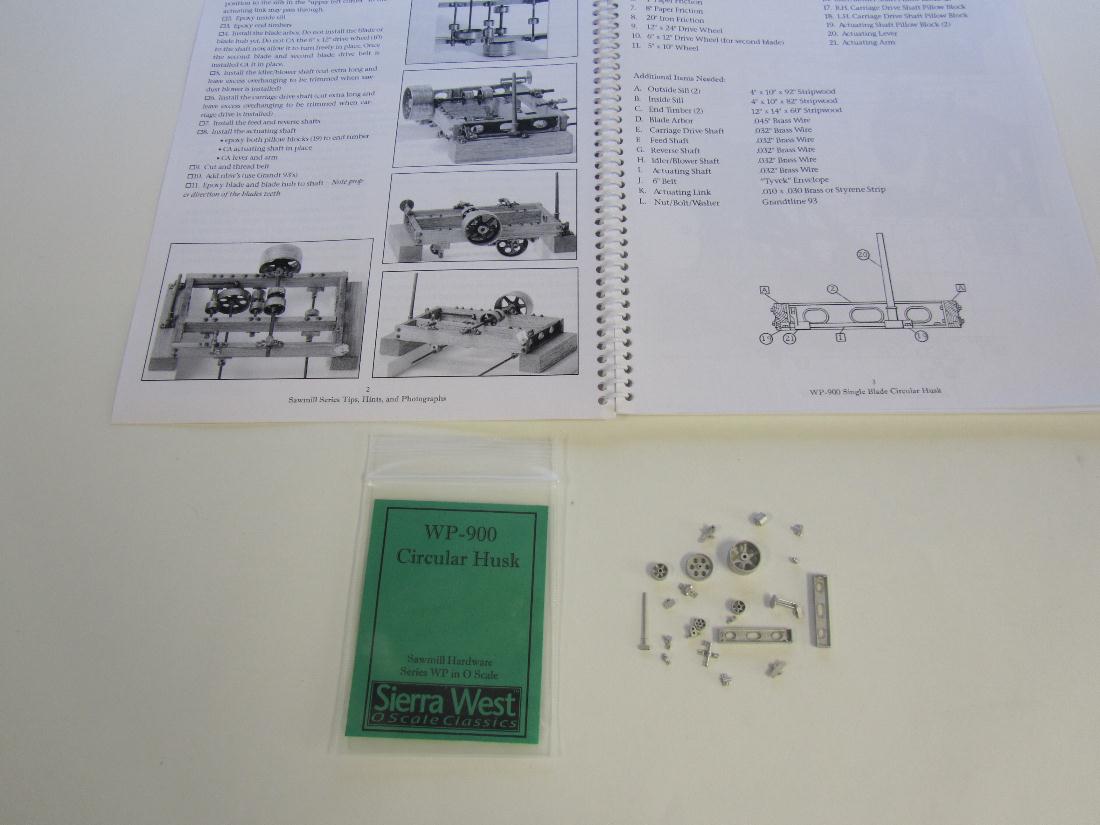 position to the sills in the "upper left corner" so the
actuating link may pass through.
❑2. Epoxy inside sill
❑3. Epoxy end timbers
❑4. Install the blade arbor. Do not install the blade or
blade hub yet. Do not CA the 6" x 12" drive wheel (10)
to the shaft now, allow it to turn freely in place. Once
the second blade and second blade drive belt is
installed CA it in place.
❑5. Install the idler/blower shaft (cut extra long and
leave excess overhanging to be trimmed when saw-
dust blower is installed)
❑6. Install the carriage drive shaft (cut extra long and
leave excess overhanging to be trimmed when car-
riage drive is installed)
❑7. Install the feed and reverse shafts
❑8. Install the actuating shaft
• epoxy both pillow blocks (19) to end timber
• CA actuating shaft in place
• CA lever and arm
❑9. Cut and thread belt
❑10. Add nbw's (use Grandt 93's)
❑11. Epoxy blade and blade hub to shaft - Note prop-
er direction of the blades teeth
2
Sawmill Series Tips, Hints, and Photographs
7. 8" Paper Friction
8. 20" Iron Friction
9. 12" x 24" Drive Wheel
10. 6" x 12" Drive Wheel (for second blade)
11. 5" x 10" Wheel
17. R.H. Carriage Drive Shaft Pillow Block
18. L.H. Carriage Drive Shaft Pillow Block
19. Actuating Shaft Pillow Block (2)
20. Actuating Lever
21. Actuating Arm
Additional Items Needed:
A. Outside Sill (2) 4" x 10" x 92" Stripwood
B. Inside Sill 4" x 10" x 82" Stripwood
C. End Timber (2) 12" x 14" x 60" Stripwood
D. Blade Arbor .045" Brass Wire
E. Carriage Drive Shaft .032" Brass Wire
F. Feed Shaft .032" Brass Wire
G. Reverse Shaft .032" Brass Wire
H. Idler/Blower Shaft .032" Brass Wire
I. Actuating Shaft .032" Brass Wire
J. 6" Belt "Tyvek" Envelope
K. Actuating Link .010 x .030 Brass or Styrene Strip
L. Nut/Bolt/Washer Grandtline 93
20
A 2 A
19 21 I 19
3
WP-900 Single Blade Circular Husk
WP-900
Circular Husk
Sawmill Hardware
Series WP in O Scale
Sierra West
O Scale Classics